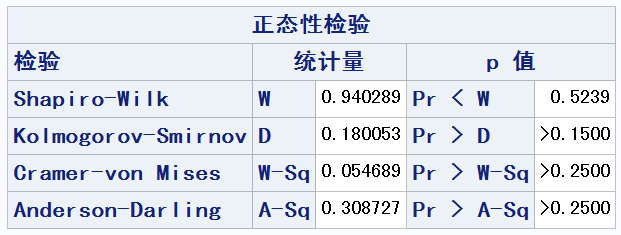 正态性检验
检验 统计量 p 值
Shapiro-Wilk W 0.940289 Pr < W 0.5239
Kolmogorov-Smirnov D 0.180053 Pr > D >0.1500
Cramer-von Mises W-Sq 0.054689 Pr > W-Sq >0.2500
Anderson-Darling A-Sq 0.308727 Pr > A-Sq >0.2500